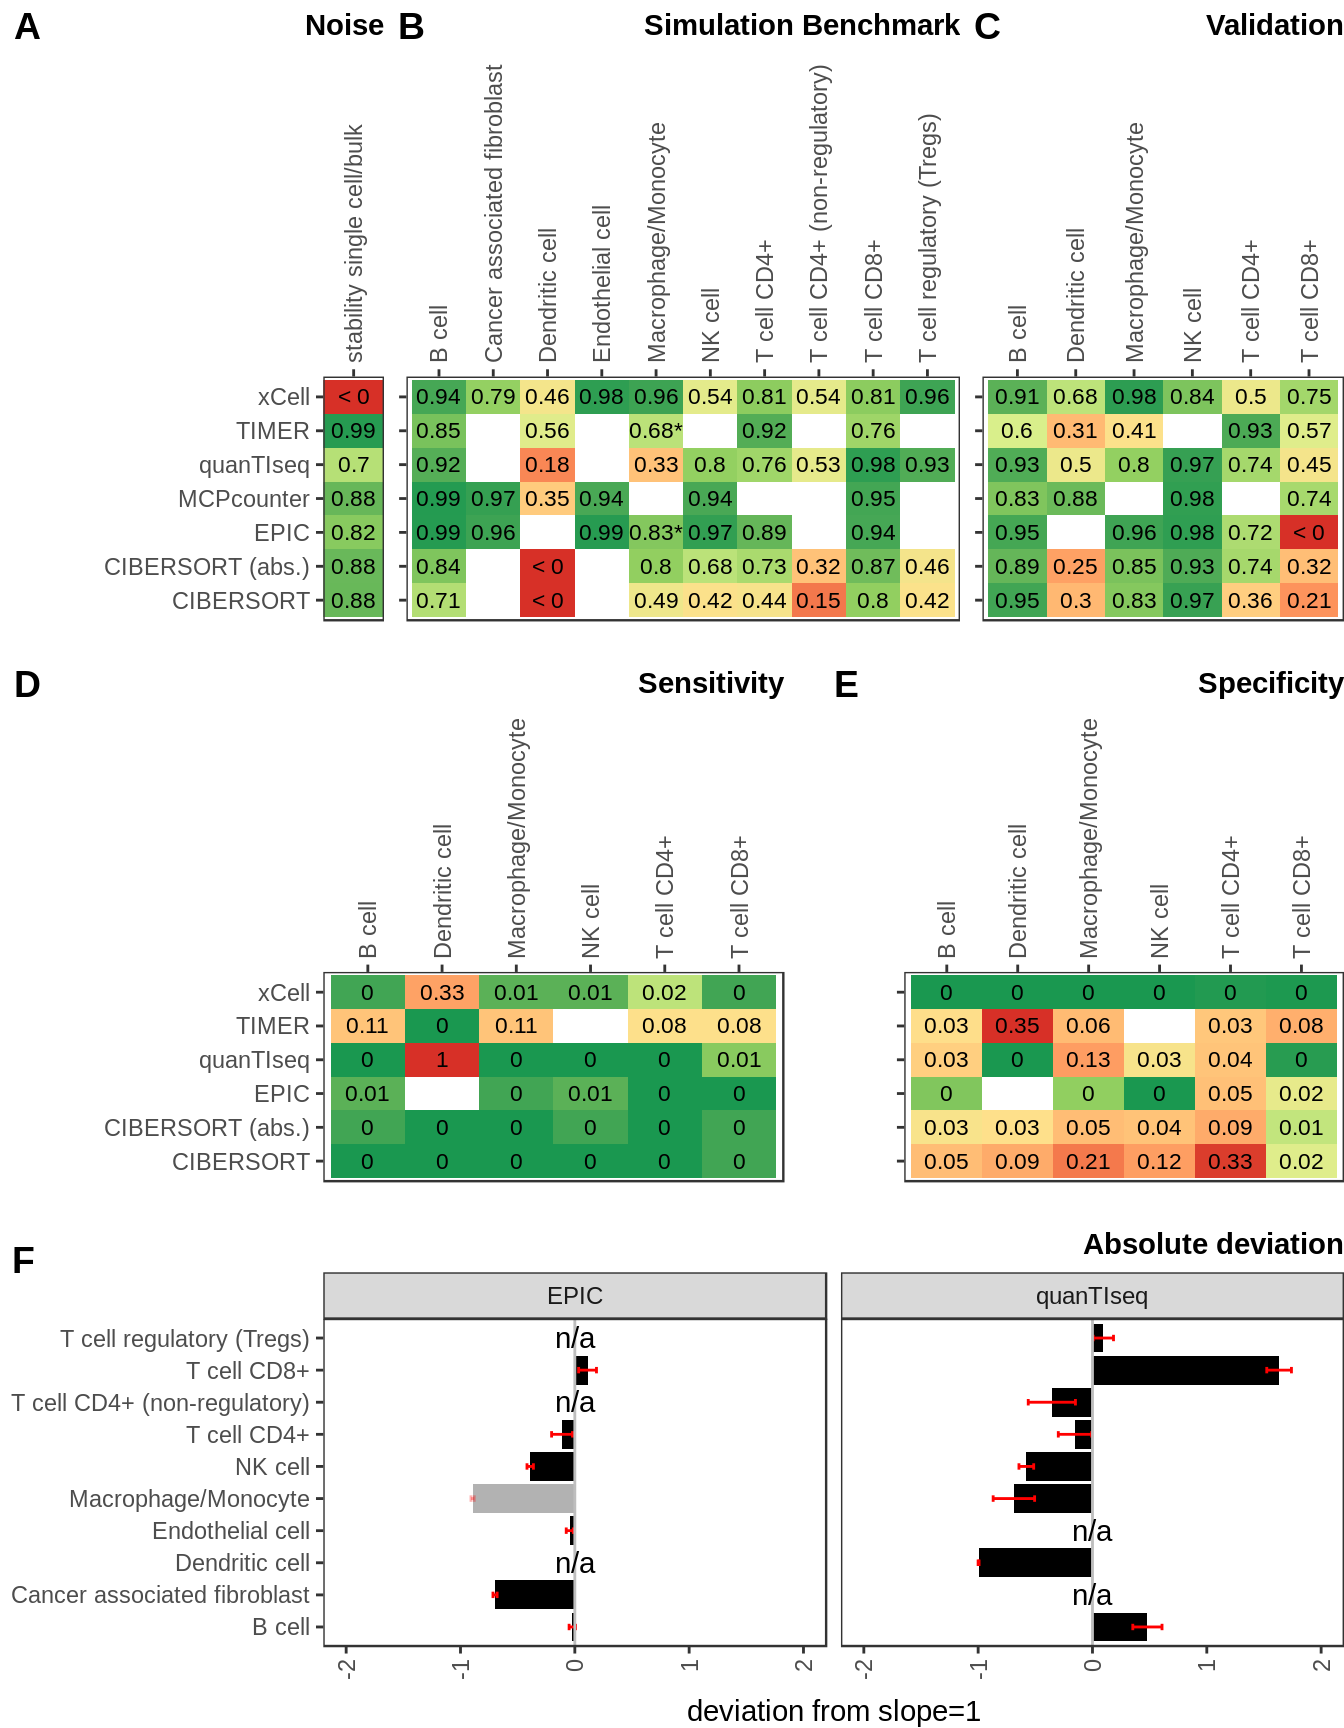 A Noise B Simulation Benchmark C Validation
stability single cell/bulk
B cell
Cancer associated fibroblast
Dendritic cell
Endothelial cell
Macrophage/Monocyte
NK cell
T cell CD4+
T cell CD4+ (non-regulatory)
T cell CD8+
T cell regulatory (Tregs)
B cell
Dendritic cell
Macrophage/Monocyte
NK cell
T cell CD4+
T cell CD8+
xCell < 0 0.94 0.79 0.46 0.98 0.96 0.54 0.81 0.54 0.81 0.96 0.91 0.68 0.98 0.84 0.5 0.75
TIMER 0.99 0.85 0.56 0.68* 0.92 0.76 0.6 0.31 0.41 0.93 0.57
quanTIseq 0.7 0.92 0.18 0.33 0.8 0.76 0.53 0.98 0.93 0.93 0.5 0.8 0.97 0.74 0.45
MCPcounter 0.88 0.99 0.97 0.35 0.94 0.94 0.95 0.83 0.88 0.98 0.74
EPIC 0.82 0.99 0.96 0.99 0.83* 0.97 0.89 0.94 0.95 0.96 0.98 0.72 < 0
CIBERSORT (abs.) 0.88 0.84 < 0 0.8 0.68 0.73 0.32 0.87 0.46 0.89 0.25 0.85 0.93 0.74 0.32
CIBERSORT 0.88 0.71 < 0 0.49 0.42 0.44 0.15 0.8 0.42 0.95 0.3 0.83 0.97 0.36 0.21
D Sensitivity E Specificity
B cell
Dendritic cell
Macrophage/Monocyte
NK cell
T cell CD4+
T cell CD8+
B cell
Dendritic cell
Macrophage/Monocyte
NK cell
T cell CD4+
T cell CD8+
xCell 0 0.33 0.01 0.01 0.02 0 0 0 0 0 0 0
TIMER 0.11 0 0.11 0.08 0.08 0.03 0.35 0.06 0.03 0.08
quanTIseq 0 1 0 0 0 0.01 0.03 0 0.13 0.03 0.04 0
EPIC 0.01 0 0.01 0 0 0 0 0 0.05 0.02
CIBERSORT (abs.) 0 0 0 0 0 0 0.03 0.03 0.05 0.04 0.09 0.01
CIBERSORT 0 0 0 0 0 0 0.05 0.09 0.21 0.12 0.33 0.02
F Absolute deviation
EPIC quanTIseq
T cell regulatory (Tregs) n/a
T cell CD8+
T cell CD4+ (non-regulatory) n/a
T cell CD4+
NK cell
Macrophage/Monocyte
Endothelial cell n/a
Dendritic cell n/a
Cancer associated fibroblast n/a
B cell
-2 -1 0 1 2 -2 -1 0 1 2
deviation from slope=1